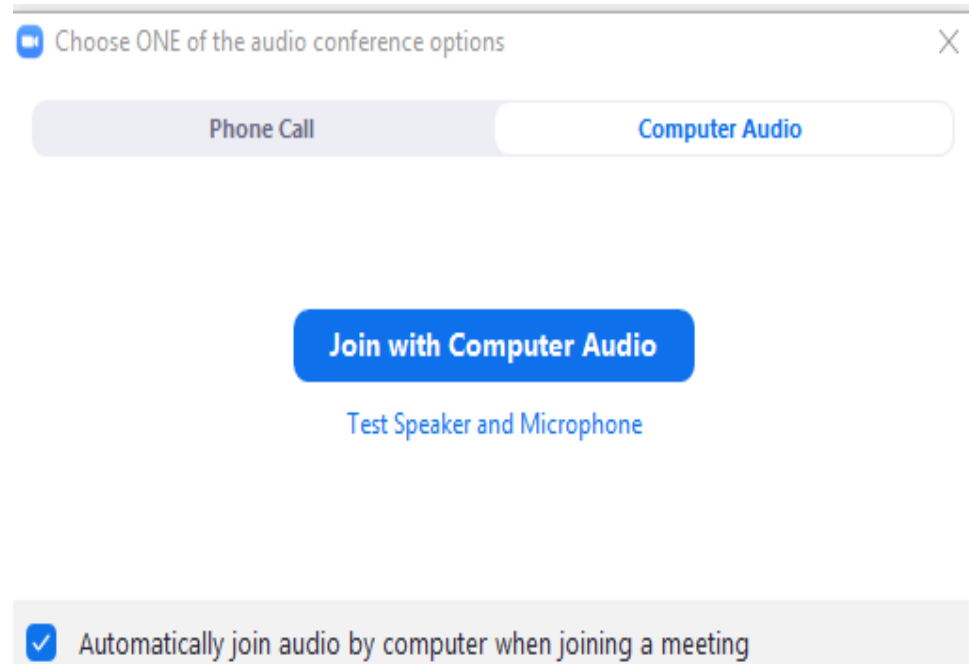 Choose ONE of the audio conference options
Phone Call
Computer Audio
Join with Computer Audio
Test Speaker and Microphone
Automatically join audio by computer when joining a meeting